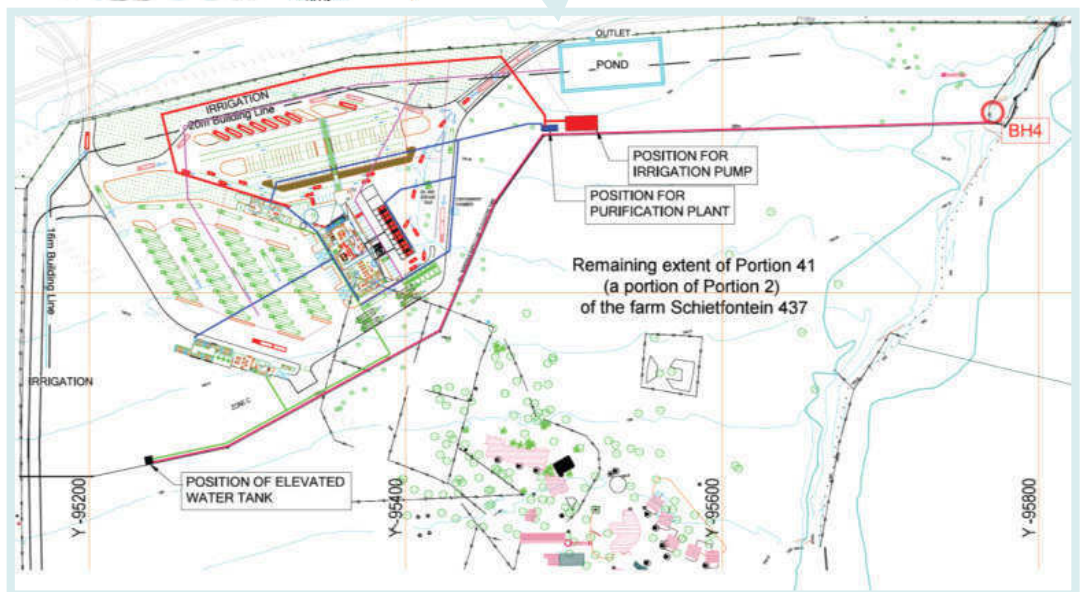 OUTLET
POND
IRRIGATION
20m Building Line
BH4
POSITION FOR
IRRIGATION PUMP
POSITION FOR
PURIFICATION PLANT
16m Building Line
Remaining extent of Portion 41
(a portion of Portion 2)
of the farm Schietfontein 437
IRRIGATION
ZONE C
POSITION OF ELEVATED
WATER TANK
Y -95200
Y -95400
Y -95600
Y -95800